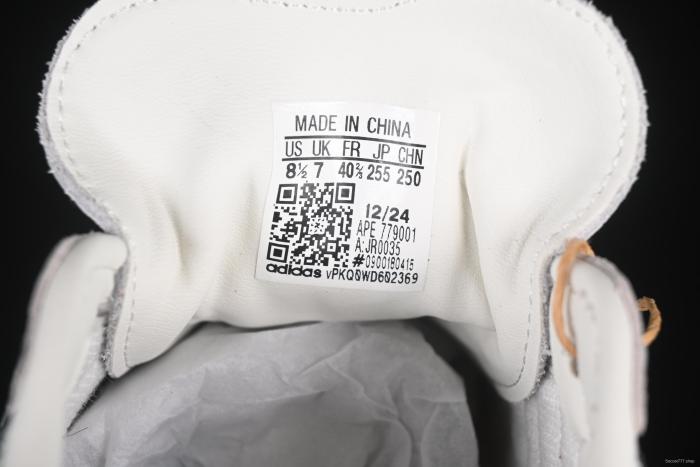 MADE IN CHINA
US UK FR JP CHN
8½ 7 40⅔ 255 250
12/24
APE 779001
A:JR0035
#0900180415
adidas vPKQ0WD602369